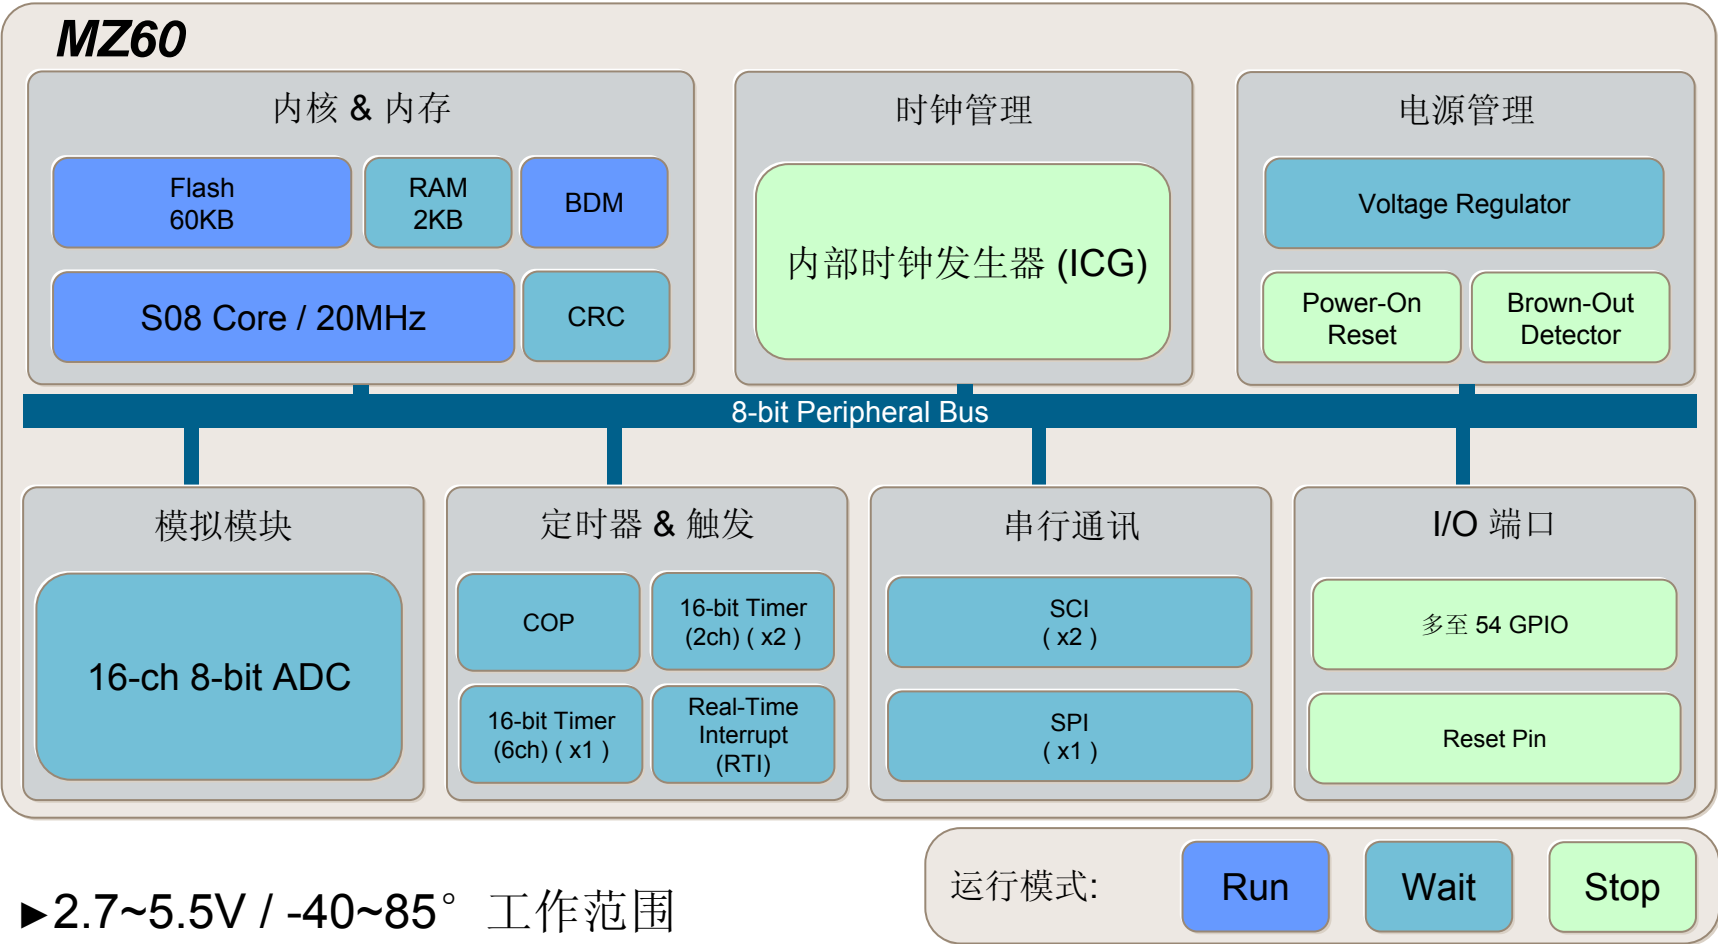 MZ60
内核 & 内存
Flash
60KB
RAM
2KB
BDM
S08 Core / 20MHz
CRC
时钟管理
内部时钟发生器 (ICG)
电源管理
Voltage Regulator
Power-On
Reset
Brown-Out
Detector
8-bit Peripheral Bus
模拟模块
16-ch 8-bit ADC
定时器 & 触发
COP
16-bit Timer
(2ch) ( x2 )
16-bit Timer
(6ch) ( x1 )
Real-Time
Interrupt
(RTI)
串行通讯
SCI
( x2 )
SPI
( x1 )
I/O 端口
多至 54 GPIO
Reset Pin
►2.7~5.5V / -40~85° 工作范围
运行模式:
Run
Wait
Stop